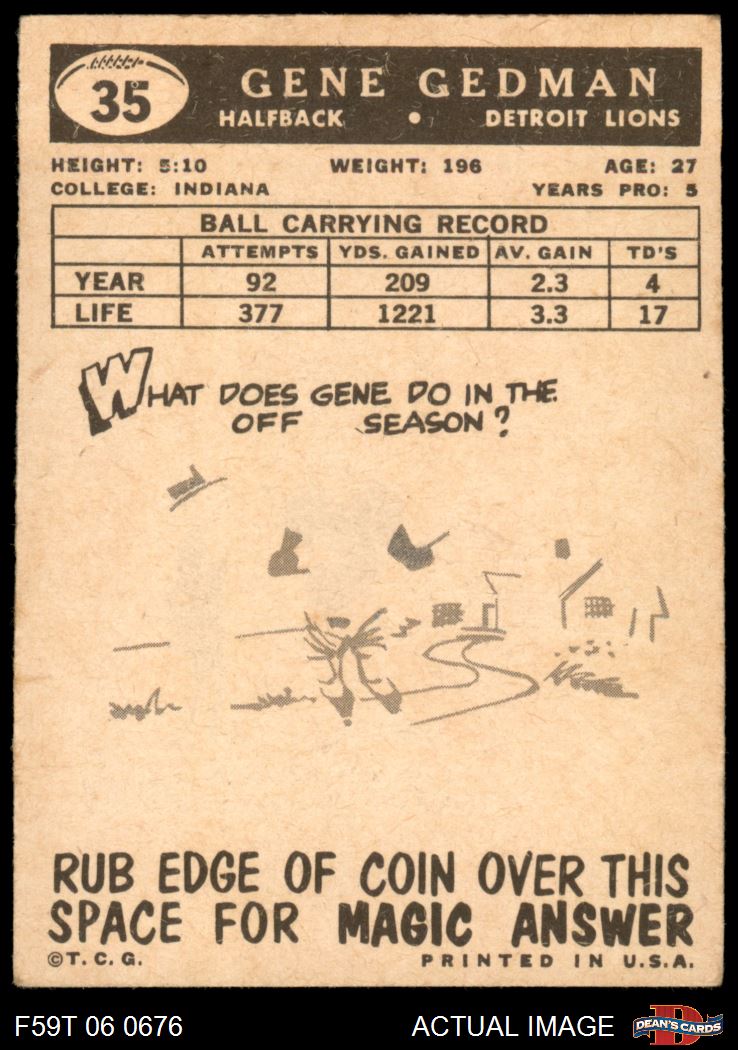 35
GENE GEDMAN
HALFBACK • DETROIT LIONS
HEIGHT: 5:10 WEIGHT: 196 AGE: 27
COLLEGE: INDIANA YEARS PRO: 5
BALL CARRYING RECORD
ATTEMPTS YDS. GAINED AV. GAIN TD'S
YEAR 92 209 2.3 4
LIFE 377 1221 3.3 17
WHAT DOES GENE DO IN THE
OFF SEASON?
RUB EDGE OF COIN OVER THIS
SPACE FOR MAGIC ANSWER
©T.C.G. PRINTED IN U.S.A.
F59T 06 0676 ACTUAL IMAGE DEAN'S CARDS